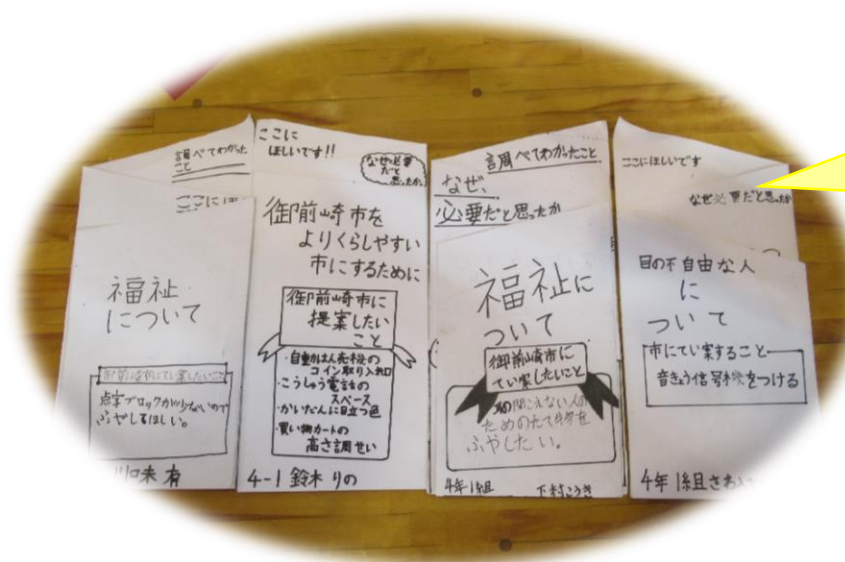 調べてわかった
こと
福祉
について
点字ブロックが少ないので
ふやしてほしい。
ここに
ほしいです!!
なぜ必要
だと
思ったか
御前崎市を
よりくらしやすい
市にするために
御前崎市に
提案したい
こと
・自動はん売機の
コイン取り入れ口
・こうしゅう電話の
スペース
・かいだんに目立つ色
・買い物カートの
高さ調せい
4-1 鈴木 りの
調べてわかったこと
なぜ、
必要だと思ったか
福祉に
ついて
御前崎市に
てい案したいこと
耳の聞こえない人の
ための
ふやしたい。
4年1組 下村こうき
ここにほしいです
なぜ必要だと思ったか
目の不自由な人
に
ついて
市にてい案すること
音きょう信号機をつける
4年1組